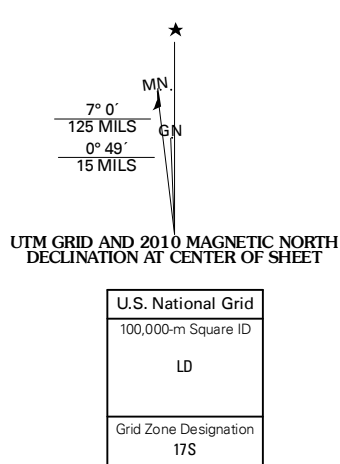 MN.
7° 0´
125 MILS
GN
0° 49´
15 MILS
UTM GRID AND 2010 MAGNETIC NORTH
DECLINATION AT CENTER OF SHEET
U.S. National Grid
100,000-m Square ID
LD
Grid Zone Designation
17S